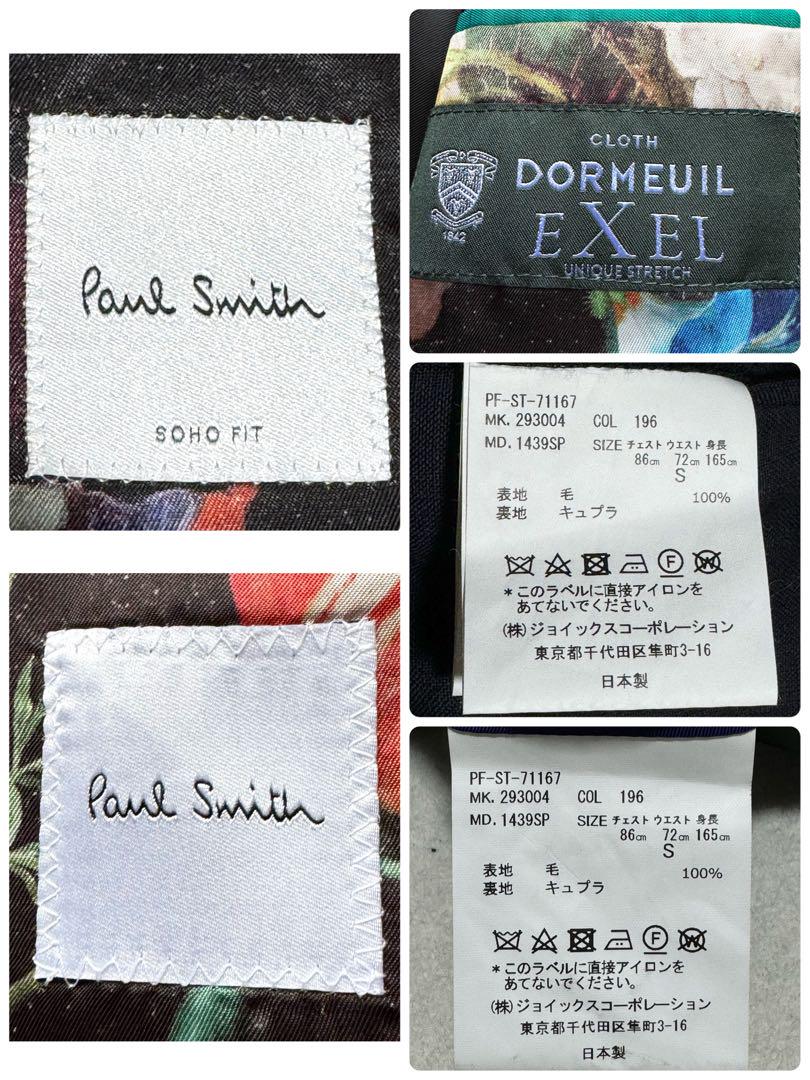 Paul Smith
SOHO FIT
Paul Smith
CLOTH
DORMEUIL
1842
EXEL
UNIQUE STRETCH
PF-ST-71167
MK. 293004 COL 196
MD. 1439SP SIZE チェスト ウエスト 身長
86cm 72cm 165cm
S
表地 毛 100%
裏地 キュプラ
F W
*このラベルに直接アイロンを
あてないでください。
(株)ジョイックスコーポレーション
東京都千代田区隼町3-16
日本製
PF-ST-71167
MK. 293004 COL 196
MD. 1439SP SIZE チェスト ウエスト 身長
86cm 72cm 165cm
S
表地 毛 100%
裏地 キュプラ
F W
*このラベルに直接アイロンを
あてないでください。
(株)ジョイックスコーポレーション
東京都千代田区隼町3-16
日本製